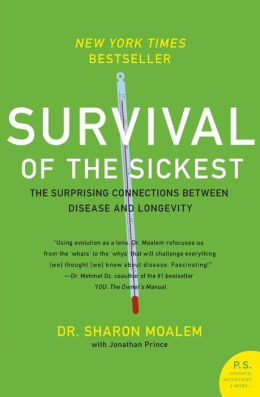 NEW YORK TIMES
BESTSELLER
SURVIVAL
OF THE SICKEST
THE SURPRISING CONNECTIONS BETWEEN
DISEASE AND LONGEVITY
"Using evolution as a lens, Dr. Moalem refocuses us
from the 'whats' to the 'whys' that will challenge everything
[we] thought [we] knew about disease. Fascinating!"
—Dr. Mehmet Oz, coauthor of the #1 bestseller
YOU: The Owner's Manual
DR. SHARON MOALEM
with Jonathan Prince
P.S.
INSIGHTS,
INTERVIEWS
& MORE...